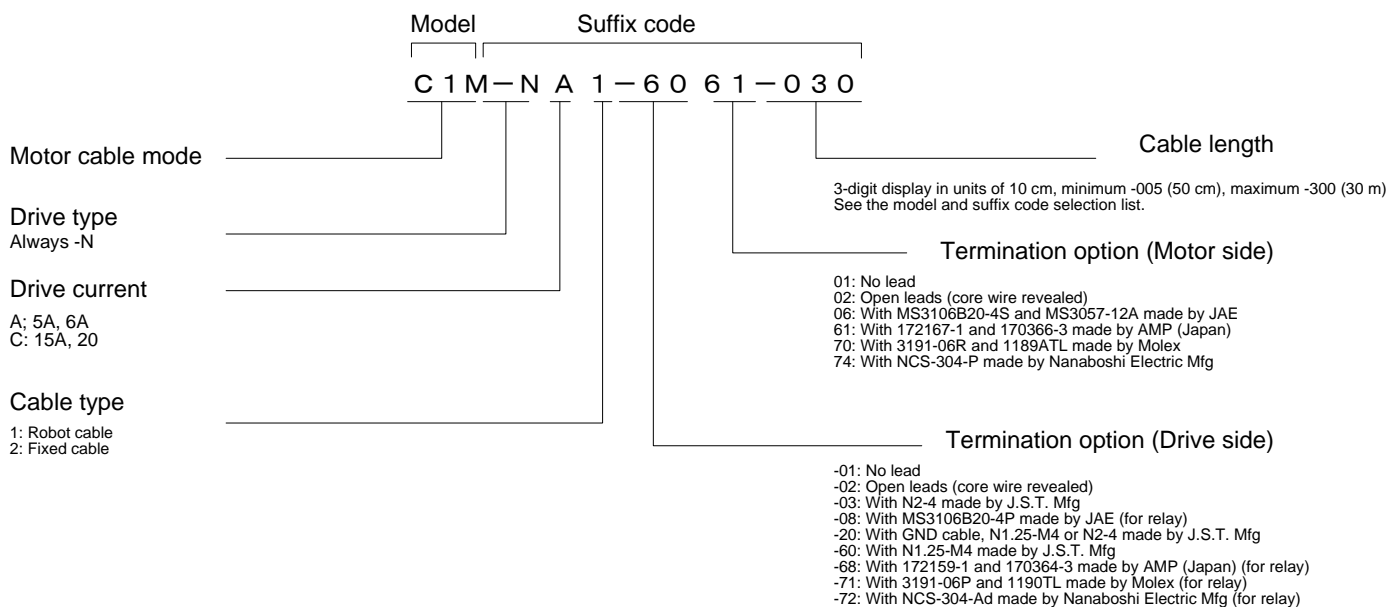 Model Suffix code
C1M-NA1-6061-030
Motor cable mode
Drive type
Always -N
Drive current
A; 5A, 6A
C: 15A, 20
Cable type
1: Robot cable
2: Fixed cable
Cable length
3-digit display in units of 10 cm, minimum -005 (50 cm), maximum -300 (30 m)
See the model and suffix code selection list.
Termination option (Motor side)
01: No lead
02: Open leads (core wire revealed)
06: With MS3106B20-4S and MS3057-12A made by JAE
61: With 172167-1 and 170366-3 made by AMP (Japan)
70: With 3191-06R and 1189ATL made by Molex
74: With NCS-304-P made by Nanaboshi Electric Mfg
Termination option (Drive side)
-01: No lead
-02: Open leads (core wire revealed)
-03: With N2-4 made by J.S.T. Mfg
-08: With MS3106B20-4P made by JAE (for relay)
-20: With GND cable, N1.25-M4 or N2-4 made by J.S.T. Mfg
-60: With N1.25-M4 made by J.S.T. Mfg
-68: With 172159-1 and 170364-3 made by AMP (Japan) (for relay)
-71: With 3191-06P and 1190TL made by Molex (for relay)
-72: With NCS-304-Ad made by Nanaboshi Electric Mfg (for relay)